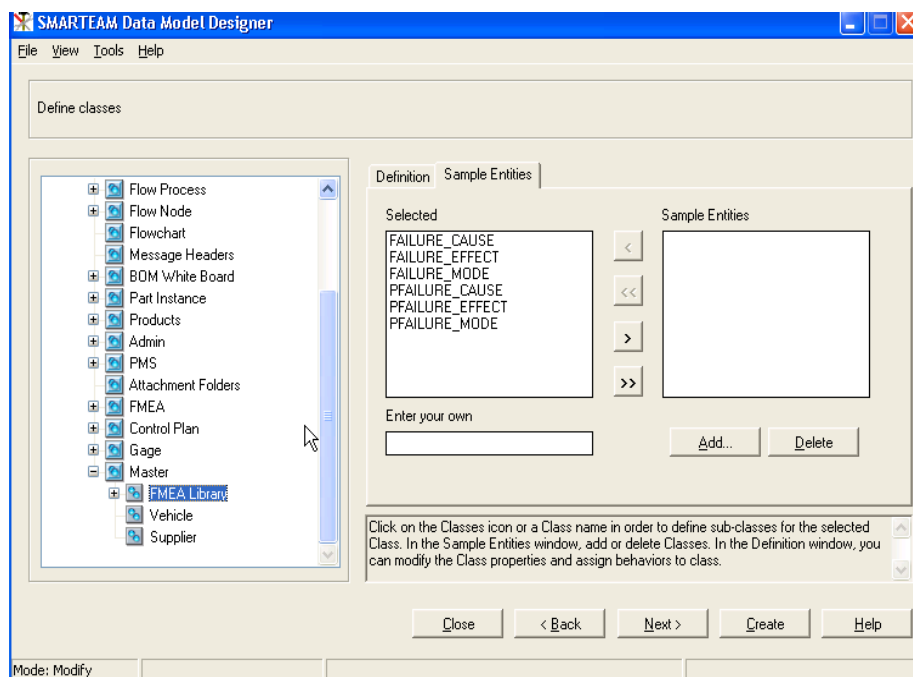 SMARTEAM Data Model Designer
File View Tools Help
Define classes
Flow Process
Flow Node
Flowchart
Message Headers
BOM White Board
Part Instance
Products
Admin
PMS
Attachment Folders
FMEA
Control Plan
Gage
Master
FMEA Library
Vehicle
Supplier
Definition Sample Entities
Selected Sample Entities
FAILURE_CAUSE
FAILURE_EFFECT
FAILURE_MODE
PFAILURE_CAUSE
PFAILURE_EFFECT
PFAILURE_MODE
<
<<
>
>>
Enter your own
Add... Delete
Click on the Classes icon or a Class name in order to define sub-classes for the selected
Class. In the Sample Entities window, add or delete Classes. In the Definition window, you
can modify the Class properties and assign behaviors to class.
Close < Back Next > Create Help
Mode: Modify